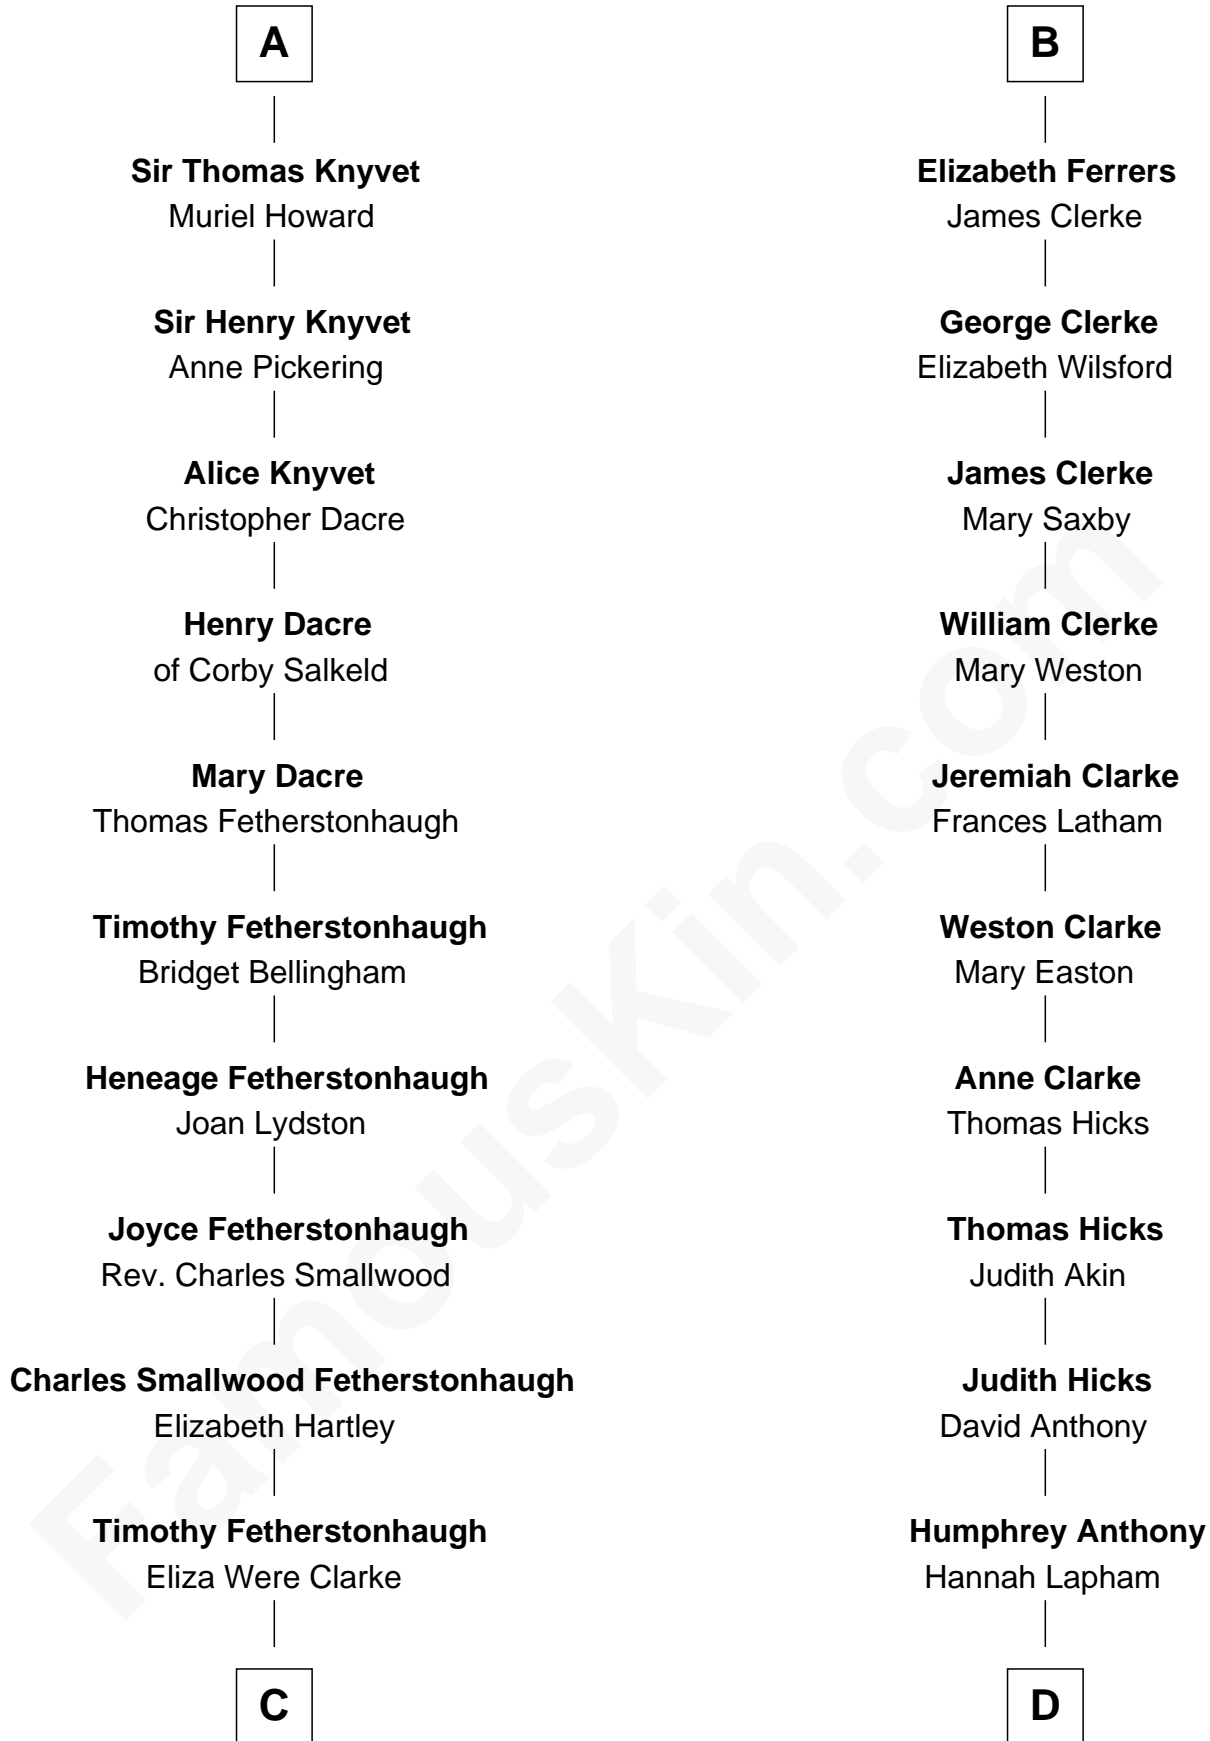 A
Sir Thomas Knyvet
Muriel Howard
Sir Henry Knyvet
Anne Pickering
Alice Knyvet
Christopher Dacre
Henry Dacre
of Corby Salkeld
Mary Dacre
Thomas Fetherstonhaugh
Timothy Fetherstonhaugh
Bridget Bellingham
Heneage Fetherstonhaugh
Joan Lydston
Joyce Fetherstonhaugh
Rev. Charles Smallwood
Charles Smallwood Fetherstonhaugh
Elizabeth Hartley
Timothy Fetherstonhaugh
Eliza Were Clarke
C
B
Elizabeth Ferrers
James Clerke
George Clerke
Elizabeth Wilsford
James Clerke
Mary Saxby
William Clerke
Mary Weston
Jeremiah Clarke
Frances Latham
Weston Clarke
Mary Easton
Anne Clarke
Thomas Hicks
Thomas Hicks
Judith Akin
Judith Hicks
David Anthony
Humphrey Anthony
Hannah Lapham
D
FamousKin.com